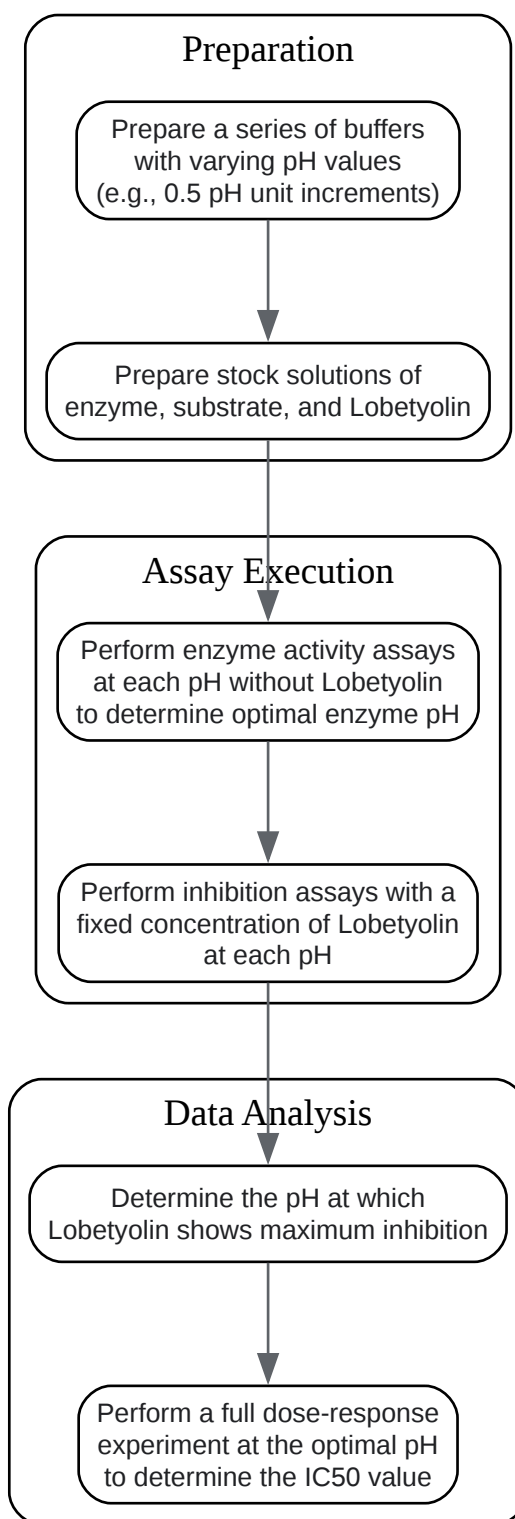 Preparation
Prepare a series of buffers
with varying pH values
(e.g., 0.5 pH unit increments)
Prepare stock solutions of
enzyme, substrate, and Lobetyolin
Assay Execution
Perform enzyme activity assays
at each pH without Lobetyolin
to determine optimal enzyme pH
Perform inhibition assays with a
fixed concentration of Lobetyolin
at each pH
Data Analysis
Determine the pH at which
Lobetyolin shows maximum inhibition
Perform a full dose-response
experiment at the optimal pH
to determine the IC50 value